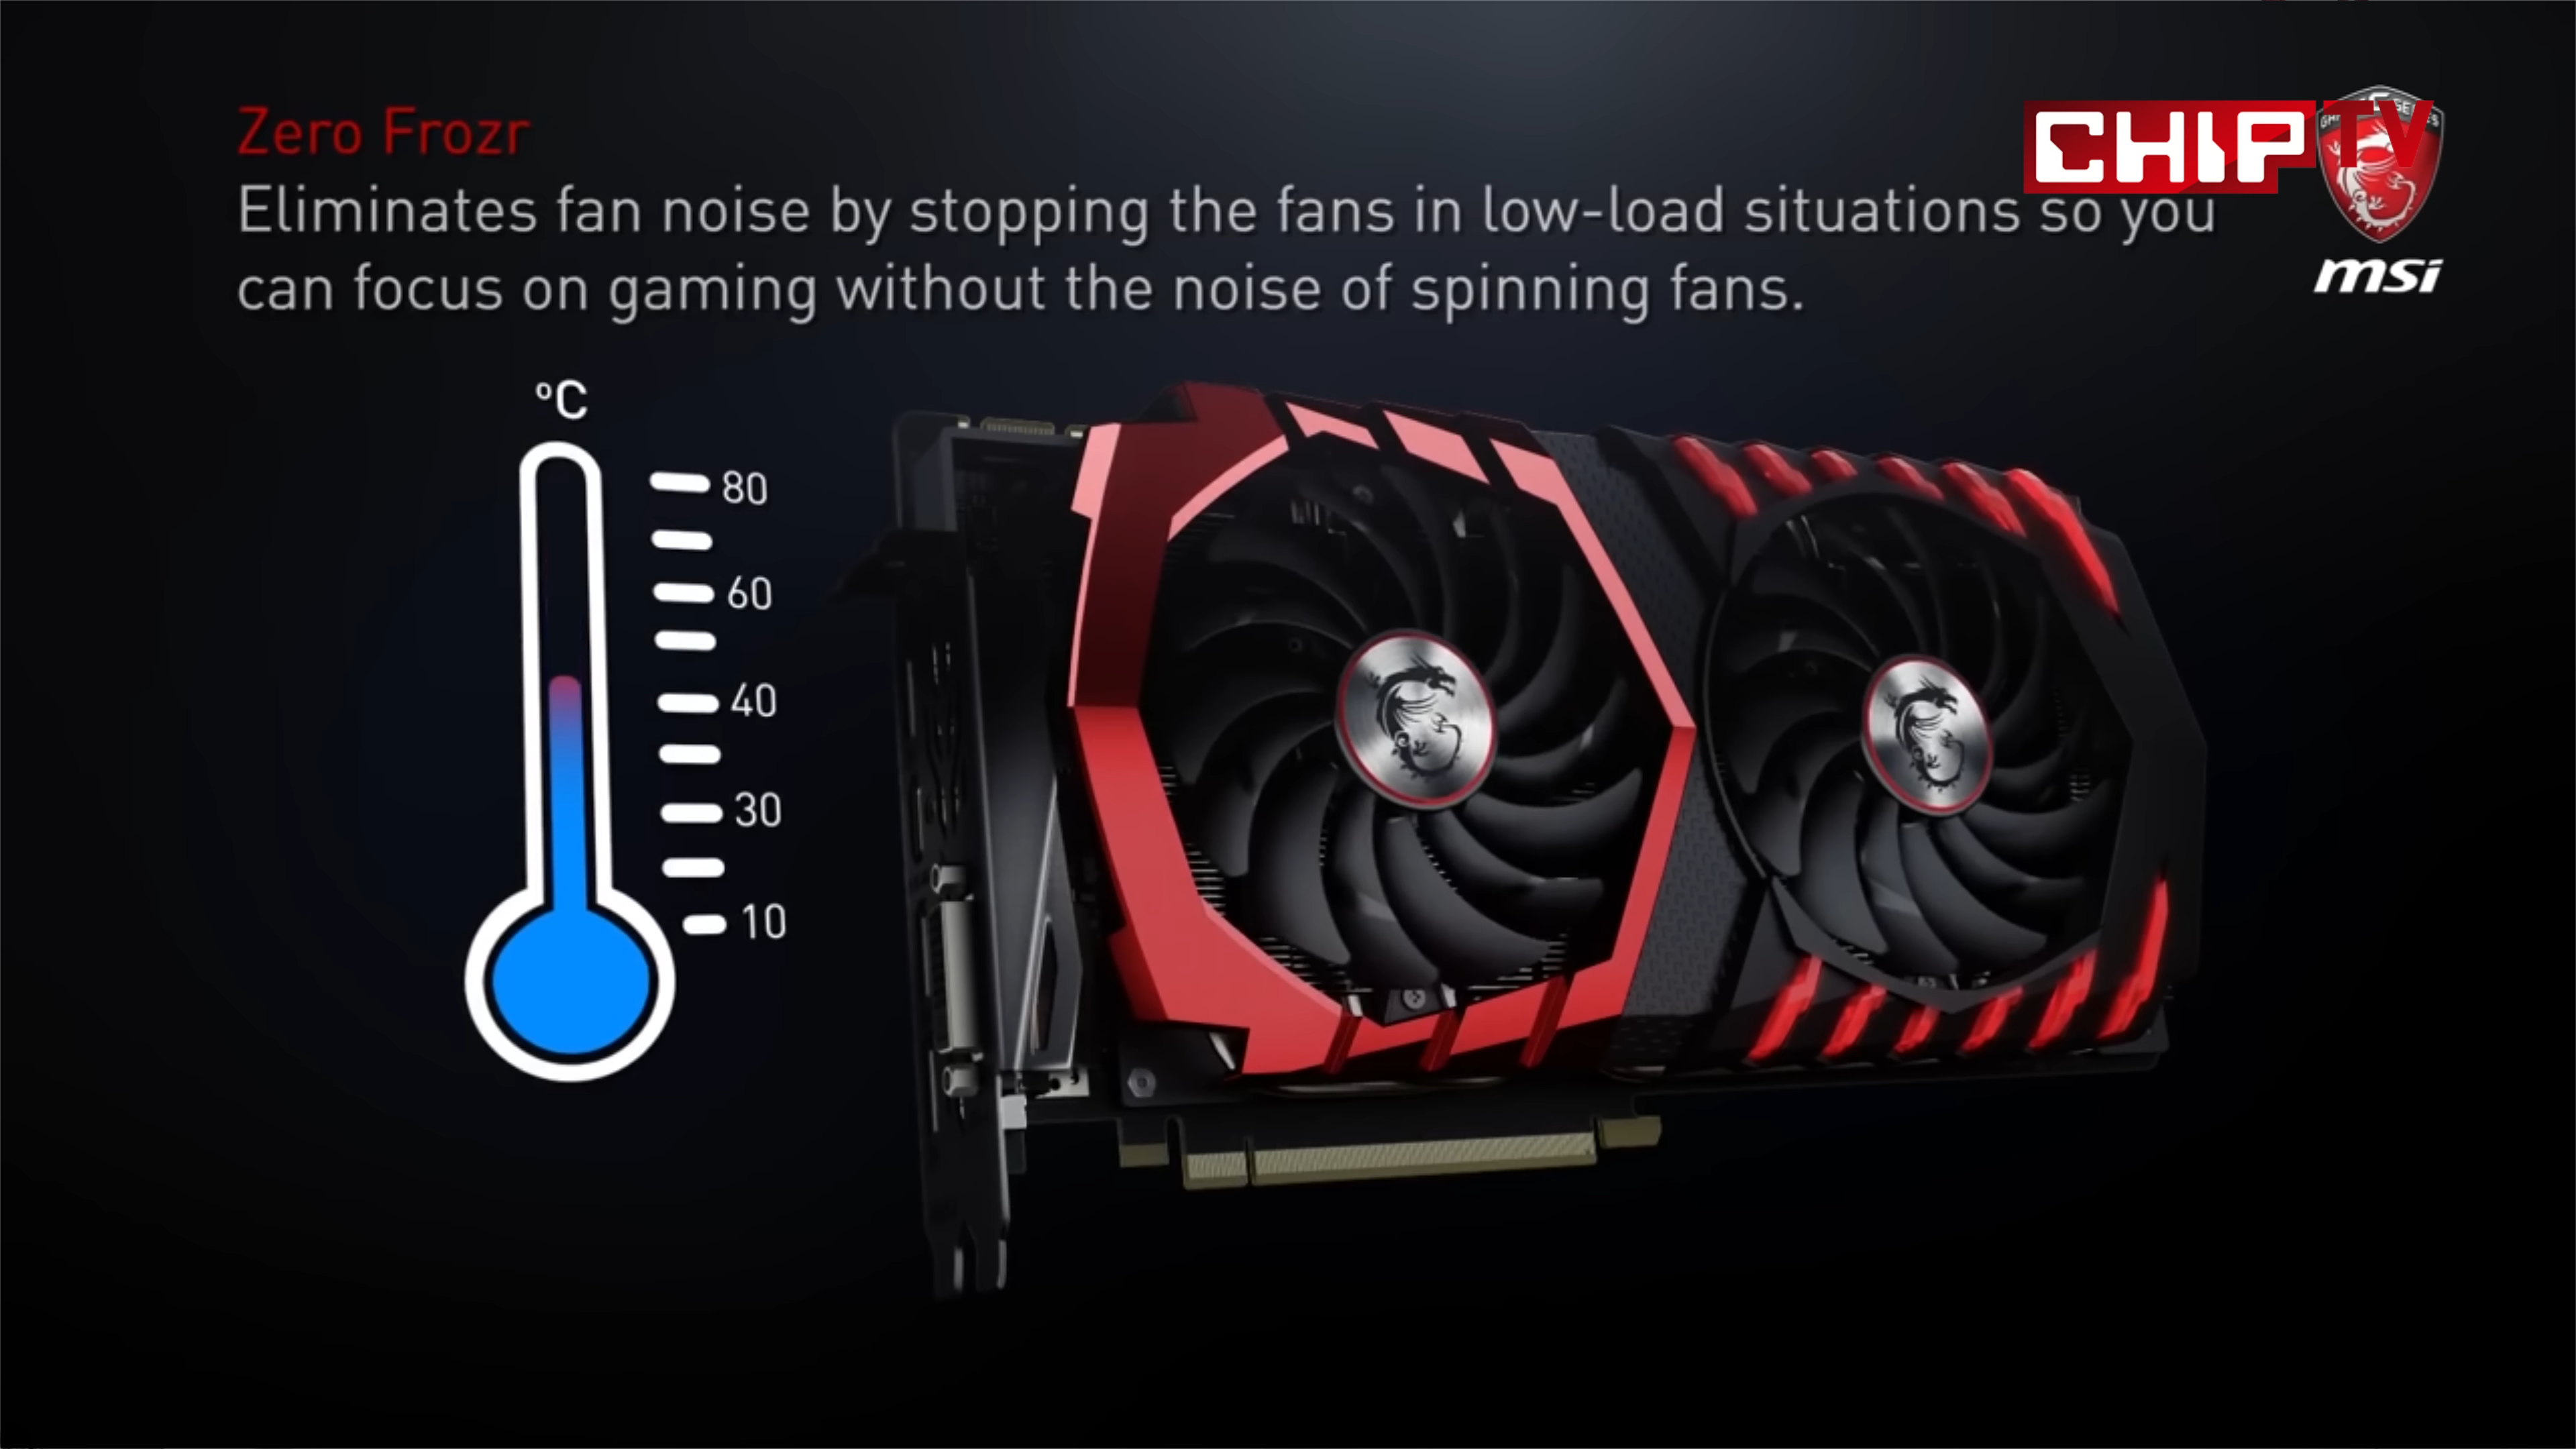 Zero Frozr
CHIP TV
Eliminates fan noise by stopping the fans in low-load situations so you
can focus on gaming without the noise of spinning fans.
msi
°C
80
60
40
30
10